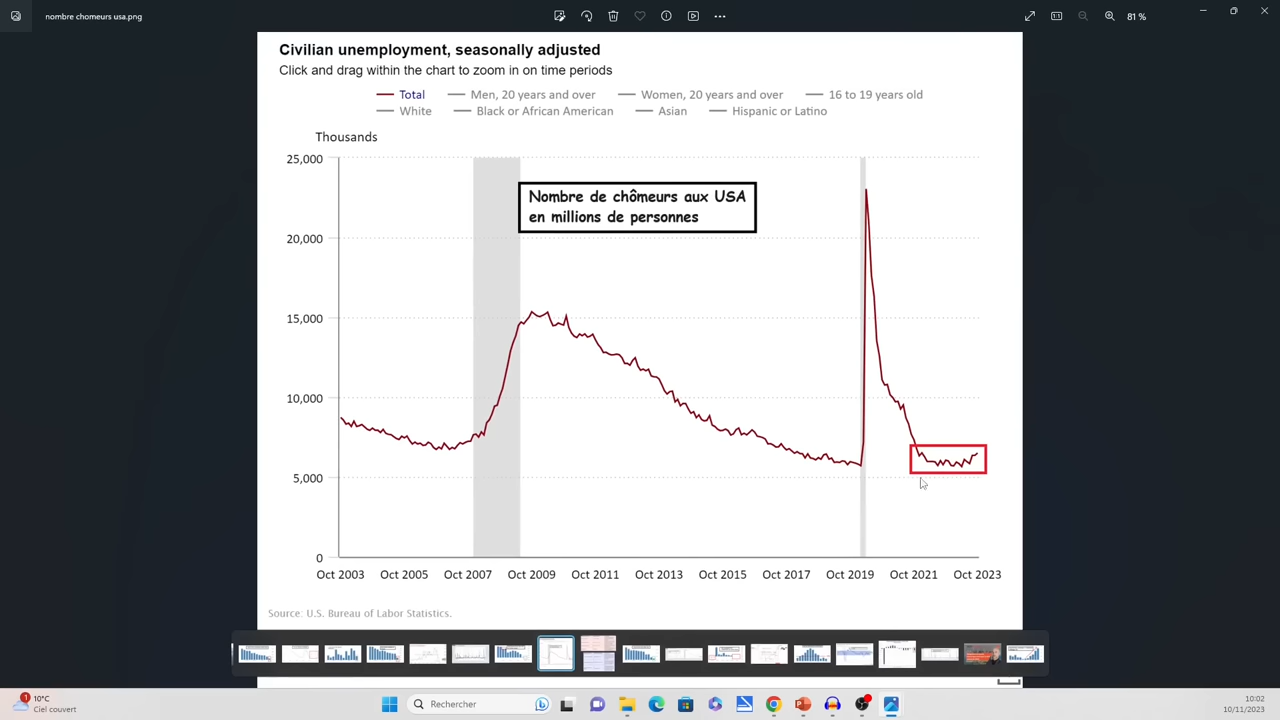 nombre chomeurs usa.png
81 %
Civilian unemployment, seasonally adjusted
Click and drag within the chart to zoom in on time periods
Total Men, 20 years and over Women, 20 years and over 16 to 19 years old
White Black or African American Asian Hispanic or Latino
Thousands
25,000
Nombre de chômeurs aux USA
en millions de personnes
20,000
15,000
10,000
5,000
0
Oct 2003 Oct 2005 Oct 2007 Oct 2009 Oct 2011 Oct 2013 Oct 2015 Oct 2017 Oct 2019 Oct 2021 Oct 2023
Source: U.S. Bureau of Labor Statistics.
1
10°C
Ciel couvert
Rechercher
10:02
10/11/2023